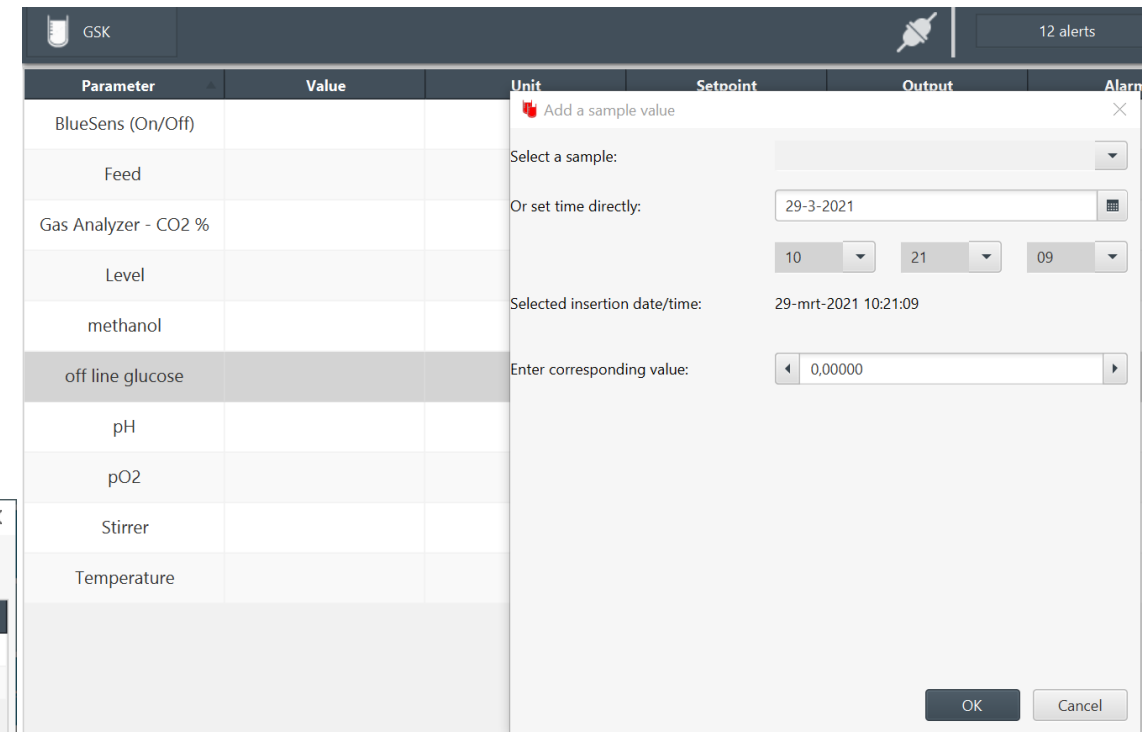 GSK
12 alerts
Parameter Value Unit Setpoint Output Alarm
BlueSens (On/Off)
Feed
Gas Analyzer - CO2 %
Level
methanol
off line glucose
pH
pO2
Stirrer
Temperature
Add a sample value
Select a sample:
Or set time directly: 29-3-2021
10 21 09
Selected insertion date/time: 29-mrt-2021 10:21:09
Enter corresponding value: 0,00000
OK Cancel